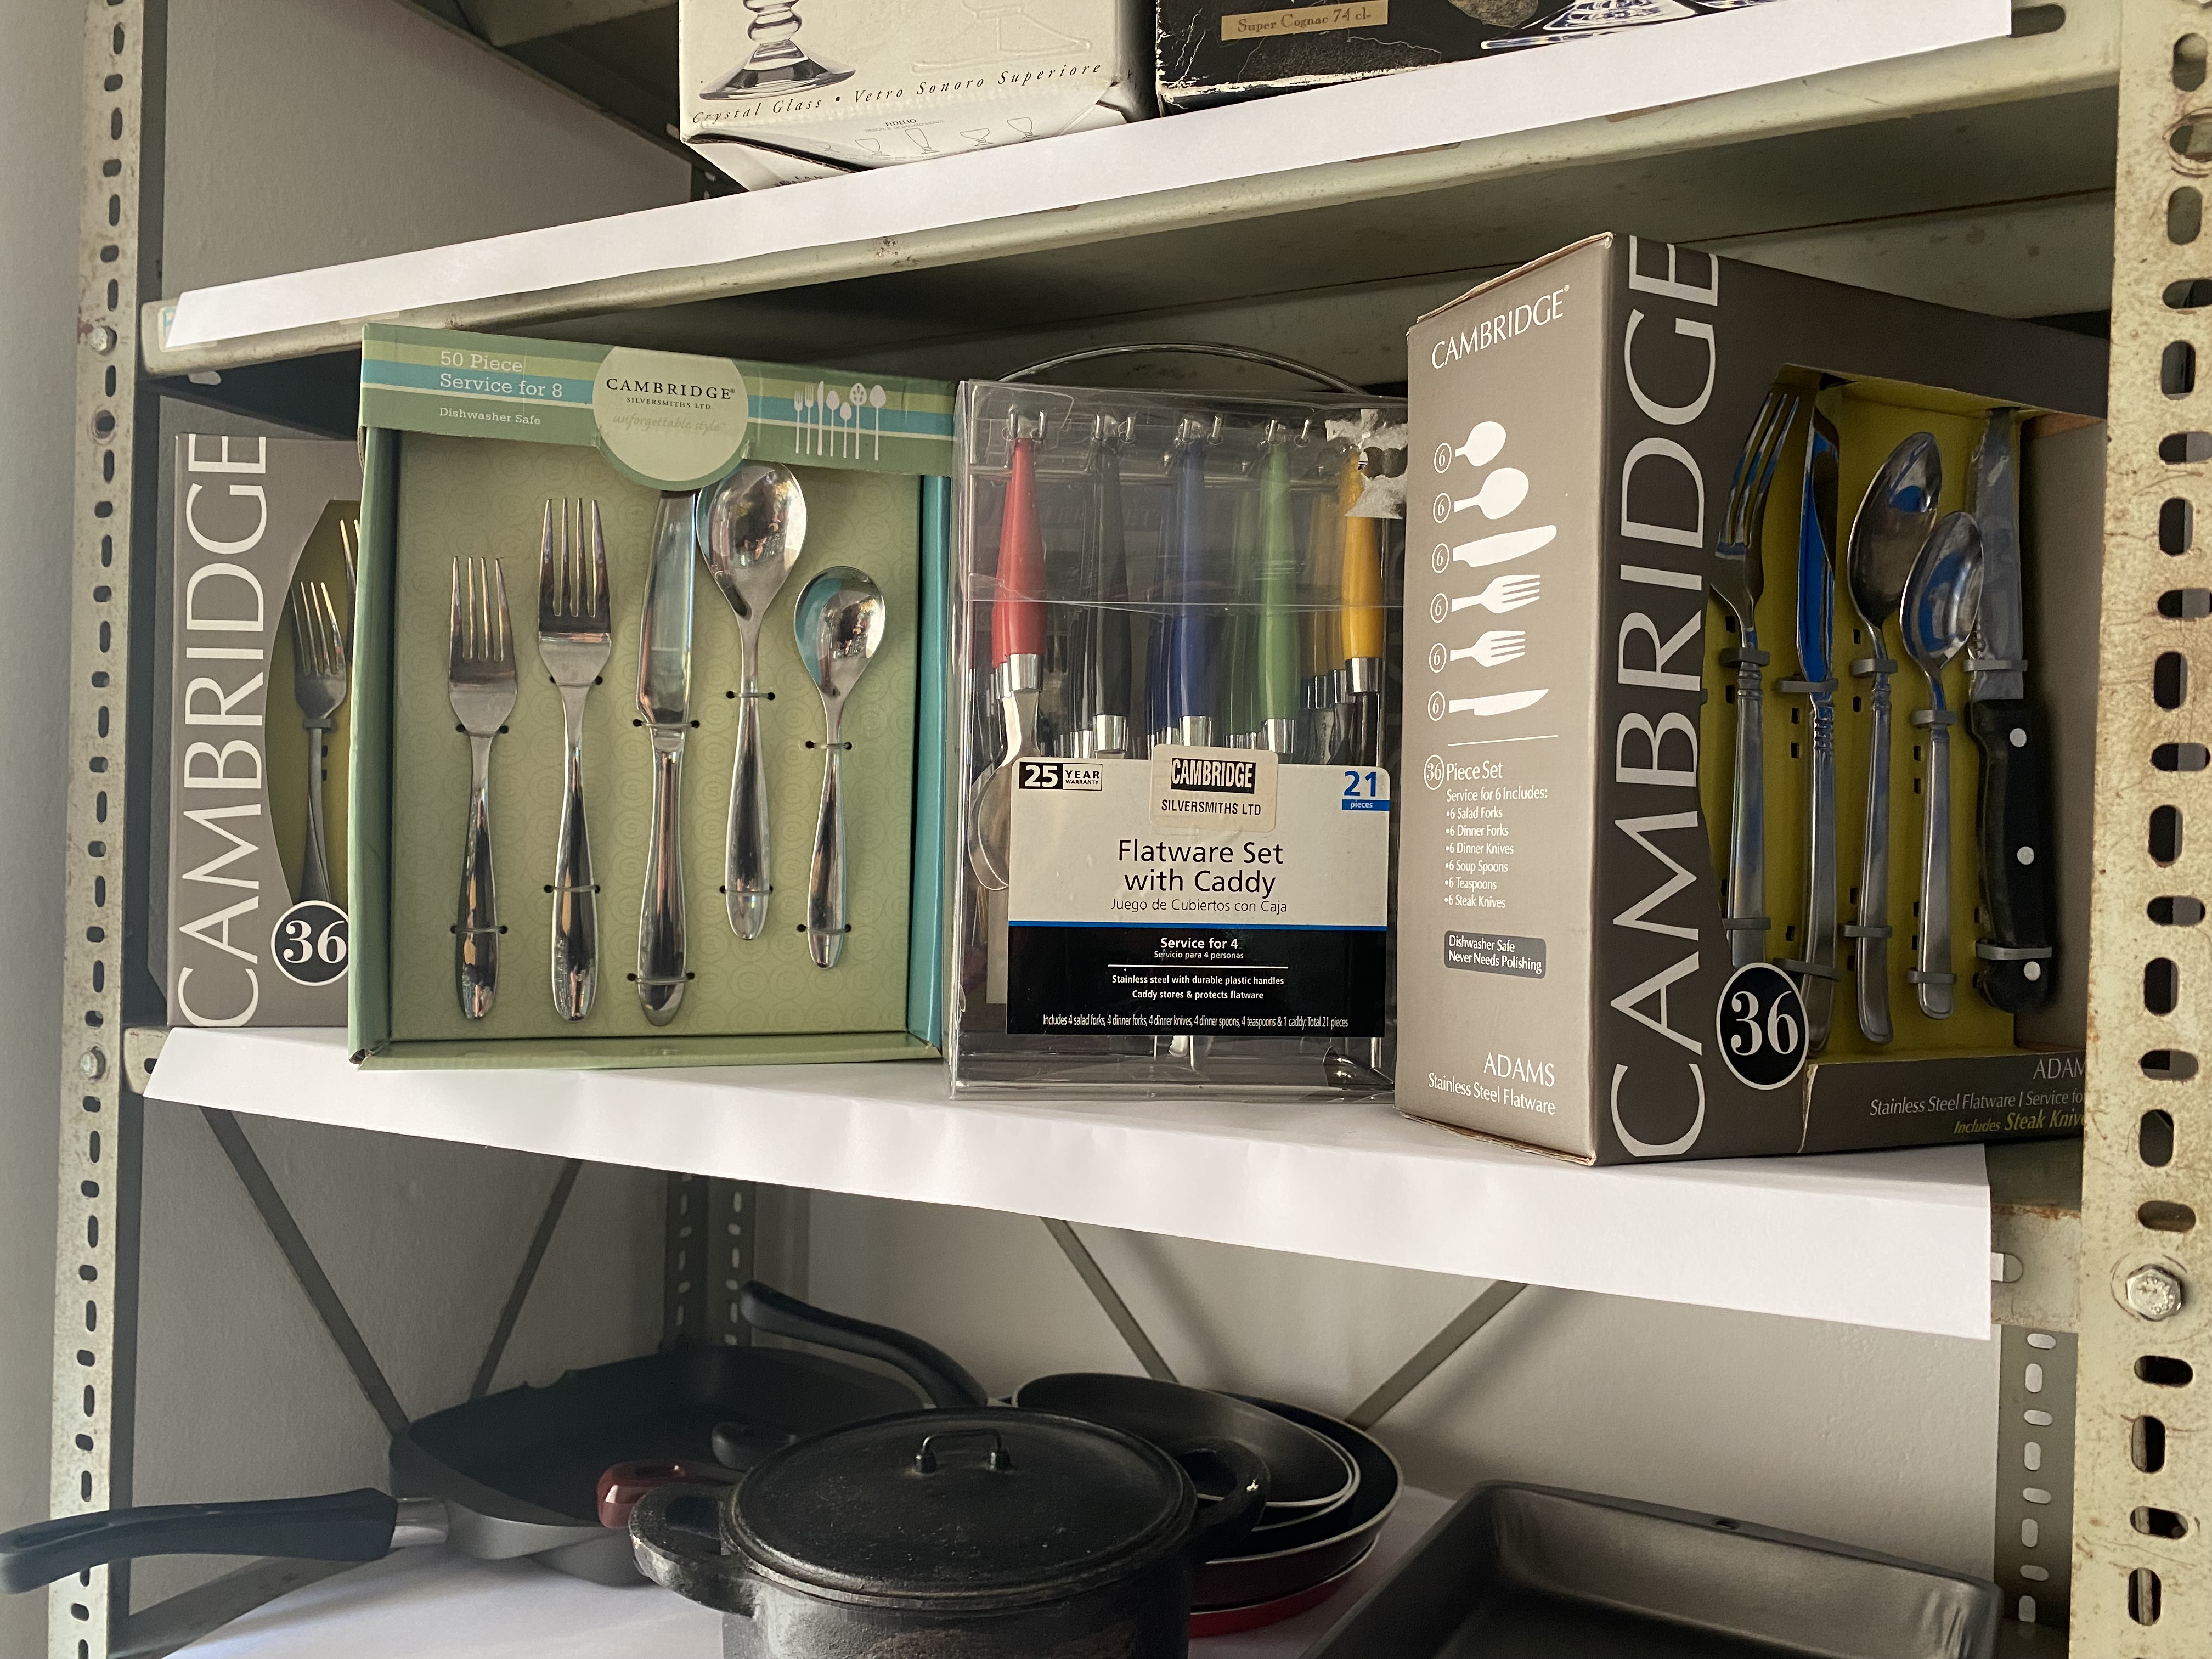 Crystal Glass • Vetro Sonoro Superiore
FIDELIO
Super Cognac 74 cl-
CAMBRIDGE
36
50 Piece
Service for 8
Dishwasher Safe
CAMBRIDGE®
SILVERSMITHS LTD
unforgettable style
25 YEAR
WARRANTY
CAMBRIDGE
SILVERSMITHS LTD
21
pieces
Flatware Set
with Caddy
Juego de Cubiertos con Caja
Service for 4
Servicio para 4 personas
Stainless steel with durable plastic handles
Caddy stores & protects flatware
Includes 4 salad forks, 4 dinner forks, 4 dinner knives, 4 dinner spoons, 4 teaspoons & 1 caddy: Total 21 pieces
CAMBRIDGE®
6
6
6
6
6
6
36 Piece Set
Service for 6 Includes:
•6 Salad Forks
•6 Dinner Forks
•6 Dinner Knives
•6 Soup Spoons
•6 Teaspoons
•6 Steak Knives
Dishwasher Safe
Never Needs Polishing
ADAMS
Stainless Steel Flatware
CAMBRIDGE
36
ADAM
Stainless Steel Flatware | Service fo
Includes Steak Kniv